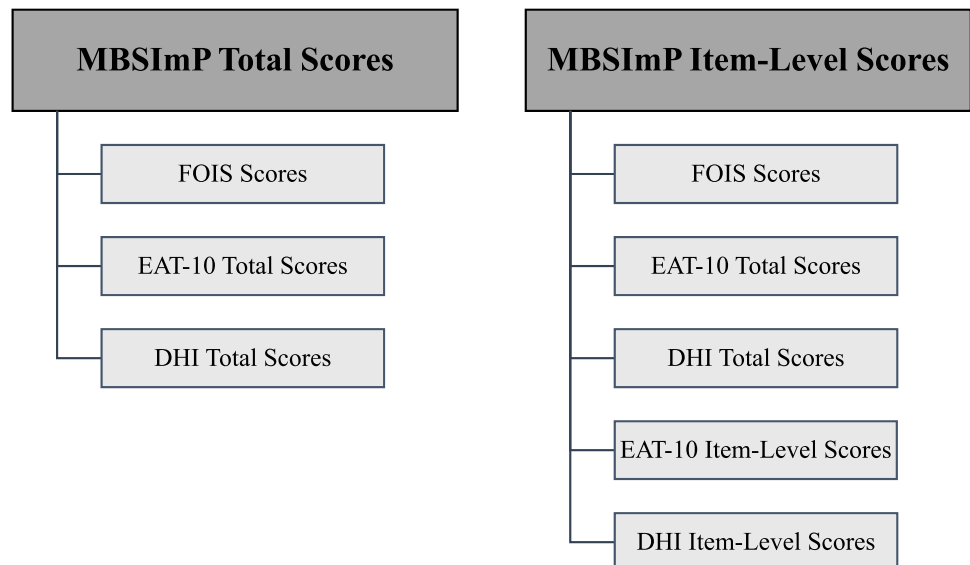 MBSImP Total Scores
FOIS Scores
EAT-10 Total Scores
DHI Total Scores
MBSImP Item-Level Scores
FOIS Scores
EAT-10 Total Scores
DHI Total Scores
EAT-10 Item-Level Scores
DHI Item-Level Scores